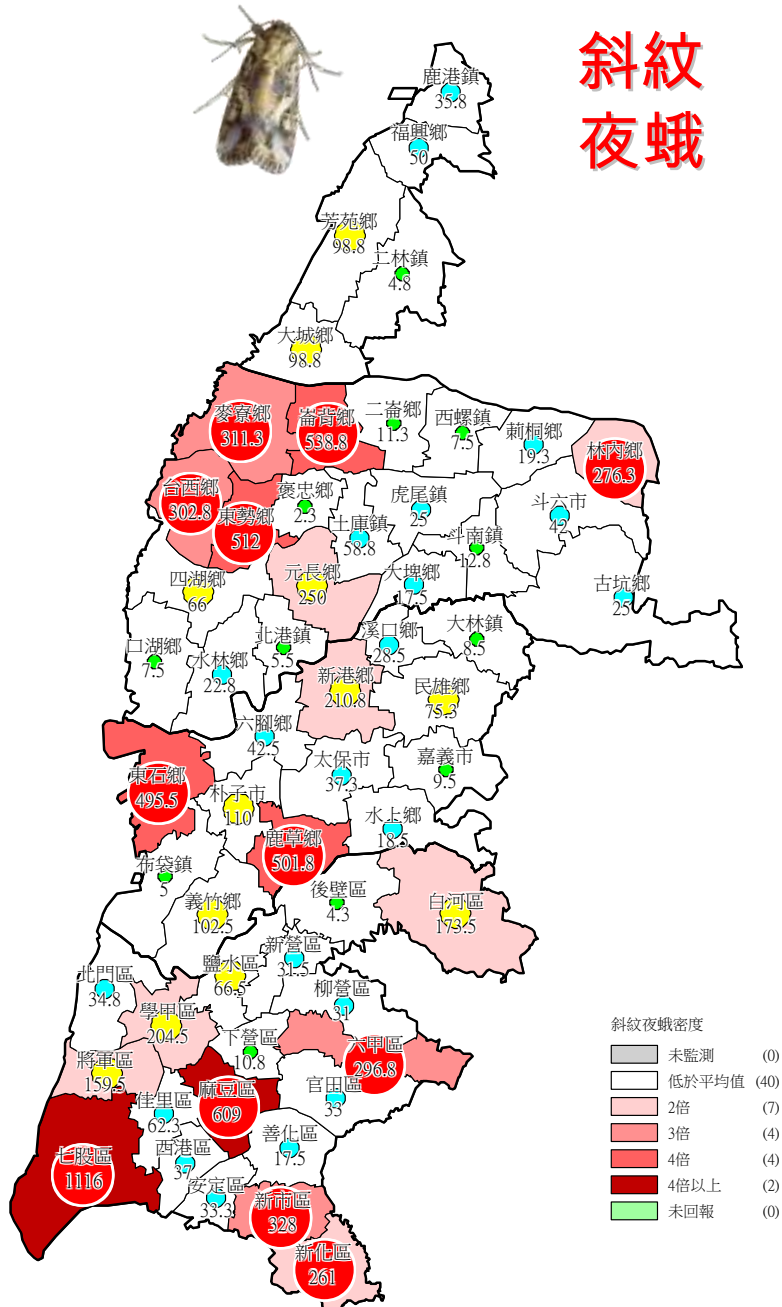 斜紋
夜蛾
鹿港鎮
35.8
福興鄉
50
芳苑鄉
98.8
二林鎮
4.8
大城鄉
98.8
麥寮鄉
311.3
崙背鄉
538.8
二崙鄉
11.3
西螺鎮
7.5
莿桐鄉
19.3
林內鄉
276.3
台西鄉
302.8
東勢鄉
512
褒忠鄉
2.3
土庫鎮
58.8
虎尾鎮
25
斗南鎮
12.8
斗六市
42
四湖鄉
66
元長鄉
250
大埤鄉
17.5
古坑鄉
25
口湖鄉
7.5
水林鄉
22.8
北港鎮
5.5
溪口鄉
28.5
大林鎮
8.5
新港鄉
210.8
民雄鄉
75.3
六腳鄉
42.5
太保市
37.3
嘉義市
9.5
東石鄉
495.5
朴子市
110
水上鄉
18.5
鹿草鄉
501.8
布袋鎮
5
義竹鄉
102.5
後壁區
4.3
白河區
173.5
北門區
34.8
鹽水區
66.5
新營區
31.5
柳營區
31
學甲區
204.5
下營區
10.8
六甲區
296.8
將軍區
159.5
佳里區
62.3
麻豆區
609
官田區
33
七股區
1116
西港區
37
善化區
17.5
安定區
33.3
新市區
328
新化區
261
斜紋夜蛾密度
未監測 (0)
低於平均值 (40)
2倍 (7)
3倍 (4)
4倍 (4)
4倍以上 (2)
未回報 (0)